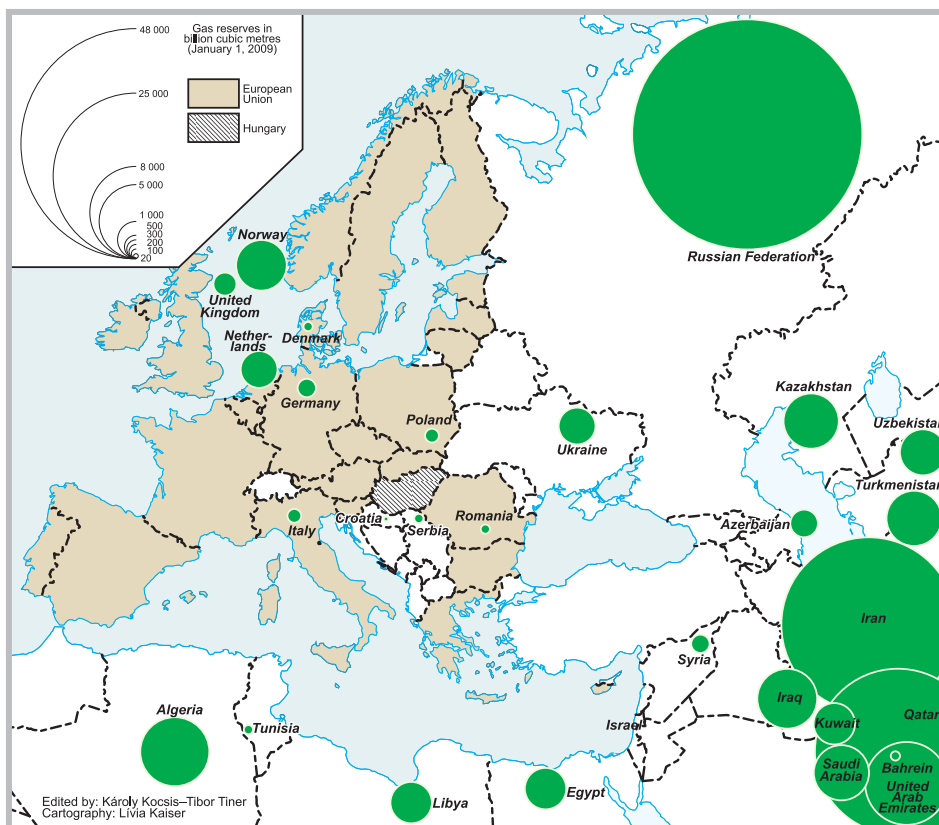 48 000
25 000
8 000
5 000
1 000
500
300
200
100
20
Gas reserves in
billion cubic metres
(January 1, 2009)
European
Union
Hungary
Russian Federation
Norway
United
Kingdom
Denmark
Nether-
lands
Germany
Poland
Ukraine
Kazakhstan
Uzbekistan
Turkmenistan
Azerbaijan
Italy
Croatia
Serbia
Romania
Iran
Syria
Iraq
Israel
Kuwait
Qatar
Saudi
Arabia
Bahrein
United
Arab
Emirates
Algeria
Tunisia
Libya
Egypt
Edited by: Károly Kocsis–Tibor Tiner
Cartography: Lívia Kaiser